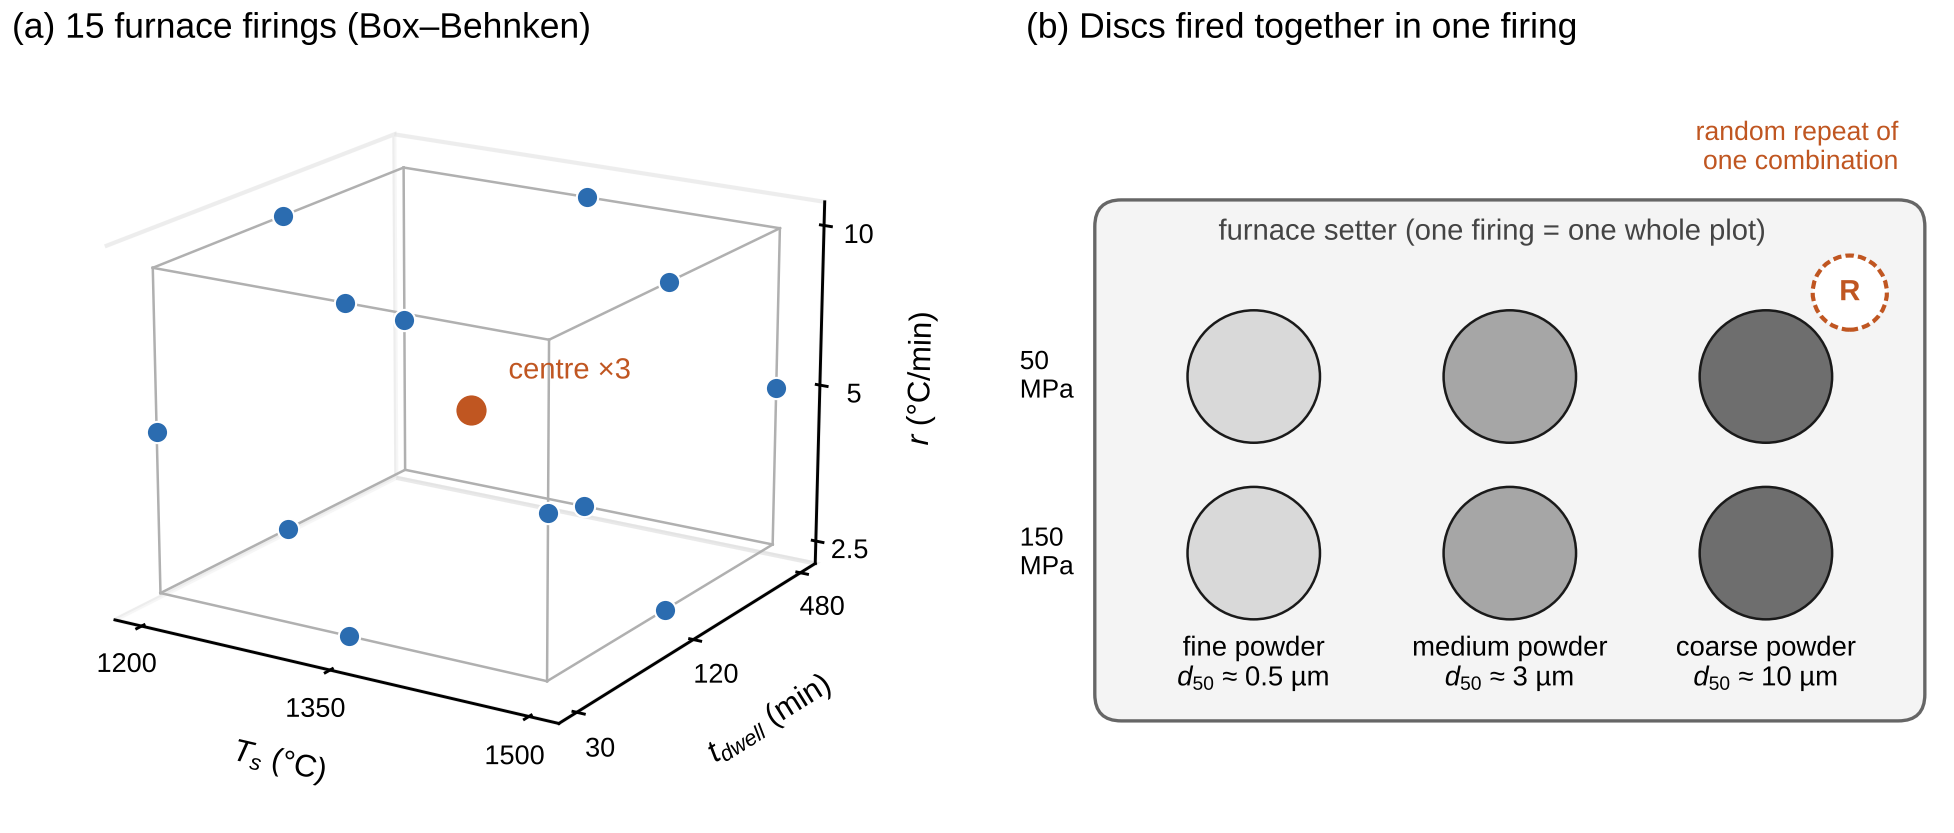 (a) 15 furnace firings (Box–Behnken)
centre ×3
10
5
2.5
r (°C/min)
480
120
30
t_dwell (min)
1200
1350
1500
T_s (°C)
(b) Discs fired together in one firing
random repeat of
one combination
furnace setter (one firing = one whole plot)
R
50
MPa
150
MPa
fine powder
d50 ≈ 0.5 µm
medium powder
d50 ≈ 3 µm
coarse powder
d50 ≈ 10 µm